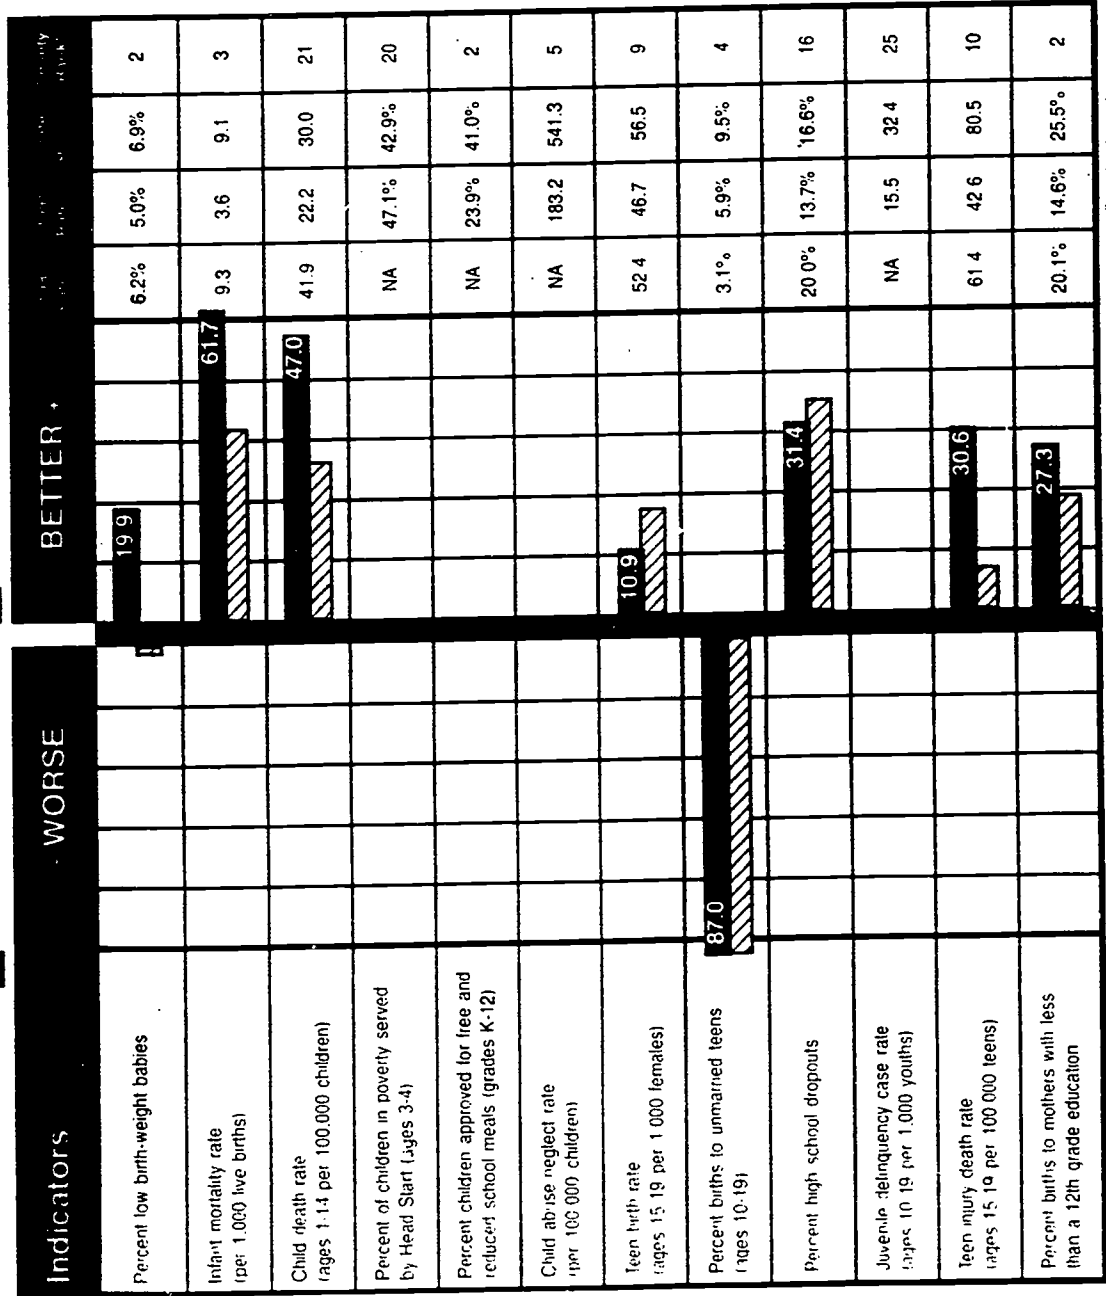 Indicators
- WORSE
BETTER +
Percent low birth-weight babies
19 9
6.2%
5.0%
6.9%
2
Infant mortality rate
(per 1.000 live births)
61.7
9.3
3.6
9.1
3
Child death rate
(ages 1-14 per 100.000 children)
47.0
41.9
22.2
30.0
21
Percent of children in poverty served
by Head Start (ages 3-4)
NA
47.1%
42.9%
20
Percent children approved for free and
reduced school meals (grades K-12)
NA
23.9%
41.0%
2
Child abuse neglect rate
(per 100 000 children)
NA
183.2
541.3
5
Teen birth rate
(ages 15 19 per 1 000 females)
10.9
52 4
46.7
56.5
9
Percent births to unmarried teens
(ages 10-19)
87.0
3.1%
5.9%
9.5%
4
Percent high school dropouts
31.4
20 0%
13.7%
16.6%
16
Juvenile delinquency case rate
(ages 10 19 per 1.000 youths)
NA
15.5
32 4
25
Teen injury death rate
(ages 15 19 per 100 000 teens)
30.6
61 4
42 6
80.5
10
Percent births to mothers with less
than a 12th grade education
27.3
20.1%
14.6%
25.5%
2